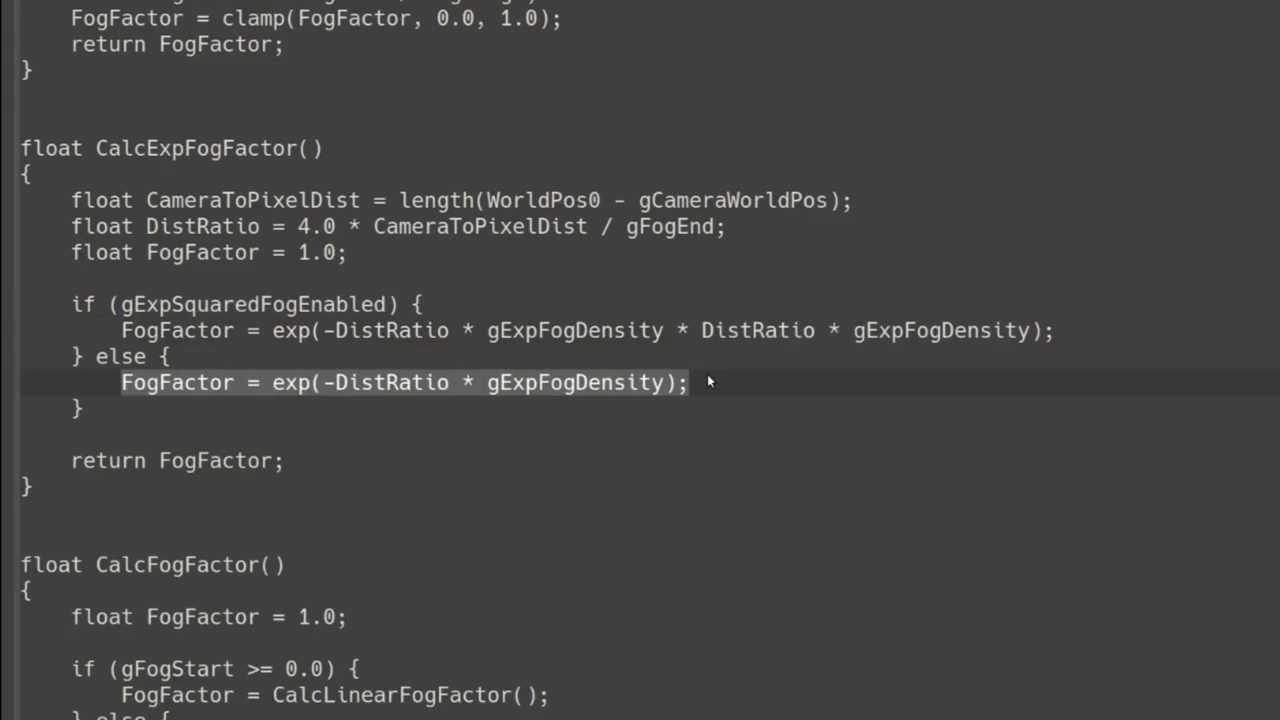 FogFactor = clamp(FogFactor, 0.0, 1.0);
return FogFactor;
}
float CalcExpFogFactor()
{
float CameraToPixelDist = length(WorldPos0 - gCameraWorldPos);
float DistRatio = 4.0 * CameraToPixelDist / gFogEnd;
float FogFactor = 1.0;
if (gExpSquaredFogEnabled) {
FogFactor = exp(-DistRatio * gExpFogDensity * DistRatio * gExpFogDensity);
} else {
FogFactor = exp(-DistRatio * gExpFogDensity);
}
return FogFactor;
}
float CalcFogFactor()
{
float FogFactor = 1.0;
if (gFogStart >= 0.0) {
FogFactor = CalcLinearFogFactor();
} else {